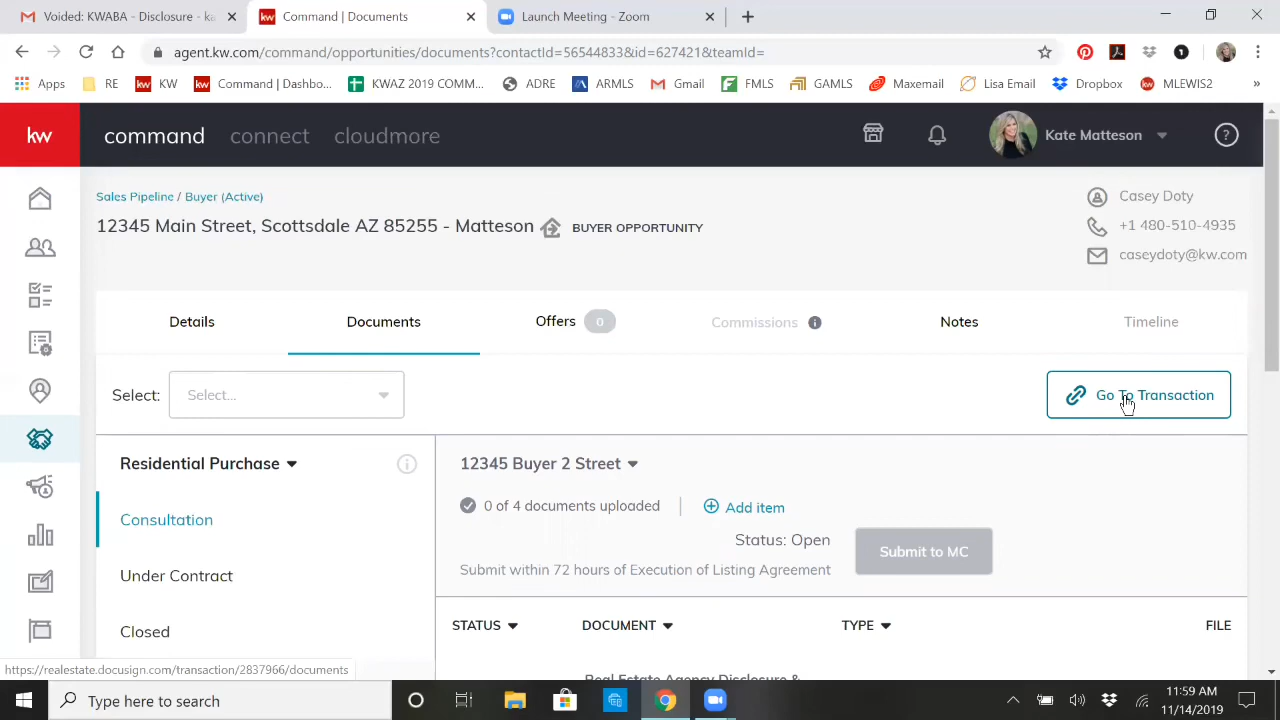 Voided: KWABA - Disclosure - ka
Command | Documents
Launch Meeting - Zoom
agent.kw.com/command/opportunities/documents?contactId=56544833&id=627421&teamId=
Apps
RE
KW
Command | Dashbo...
KWAZ 2019 COMM...
ADRE
ARMLS
Gmail
FMLS
GAMLS
Maxemail
Lisa Email
Dropbox
MLEWIS2
»
kw
command
connect
cloudmore
Kate Matteson
?
Sales Pipeline / Buyer (Active)
12345 Main Street, Scottsdale AZ 85255 - Matteson
BUYER OPPORTUNITY
Casey Doty
+1 480-510-4935
caseydoty@kw.com
Details
Documents
Offers 0
Commissions
Notes
Timeline
Select: Select...
Go To Transaction
Residential Purchase
Consultation
Under Contract
Closed
12345 Buyer 2 Street
0 of 4 documents uploaded
Add item
Status: Open
Submit to MC
Submit within 72 hours of Execution of Listing Agreement
STATUS
DOCUMENT
TYPE
FILE
Real Estate Agency Disclosure &
https://realestate.docusign.com/transaction/2837966/documents
Type here to search
11:59 AM
11/14/2019